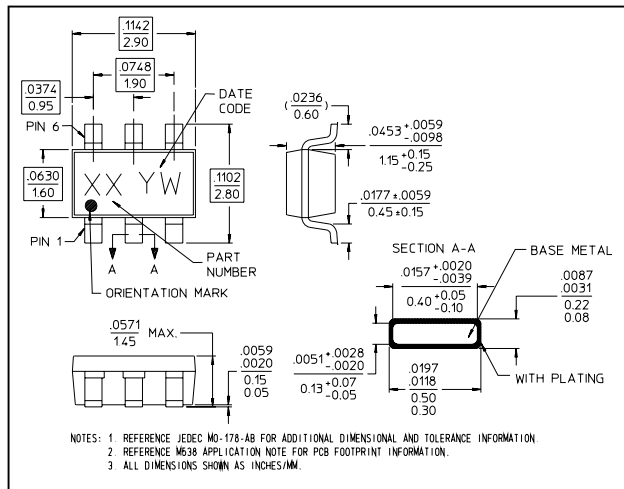 .1142
2.90
.0748
1.90
.0374
0.95
DATE
CODE
PIN 6
.0630
1.60
XX YW
.1102
2.80
PIN 1
A A
PART
NUMBER
ORIENTATION MARK
(.0236)
0.60
.0453 +.0059
-.0098
1.15 +0.15
-0.25
.0177 ±.0059
0.45 ±0.15
SECTION A-A
BASE METAL
.0157 +.0020
-.0039
0.40 +0.05
-0.10
.0087
.0031
0.22
0.08
.0571
1.45
MAX.
.0059
.0020
0.15
0.05
.0051 +.0028
-.0020
0.13 +0.07
-0.05
.0197
.0118
0.50
0.30
WITH PLATING
NOTES: 1. REFERENCE JEDEC MO-178-AB FOR ADDITIONAL DIMENSIONAL AND TOLERANCE INFORMATION.
2. REFERENCE M538 APPLICATION NOTE FOR PCB FOOTPRINT INFORMATION.
3. ALL DIMENSIONS SHOWN AS INCHES/MM.